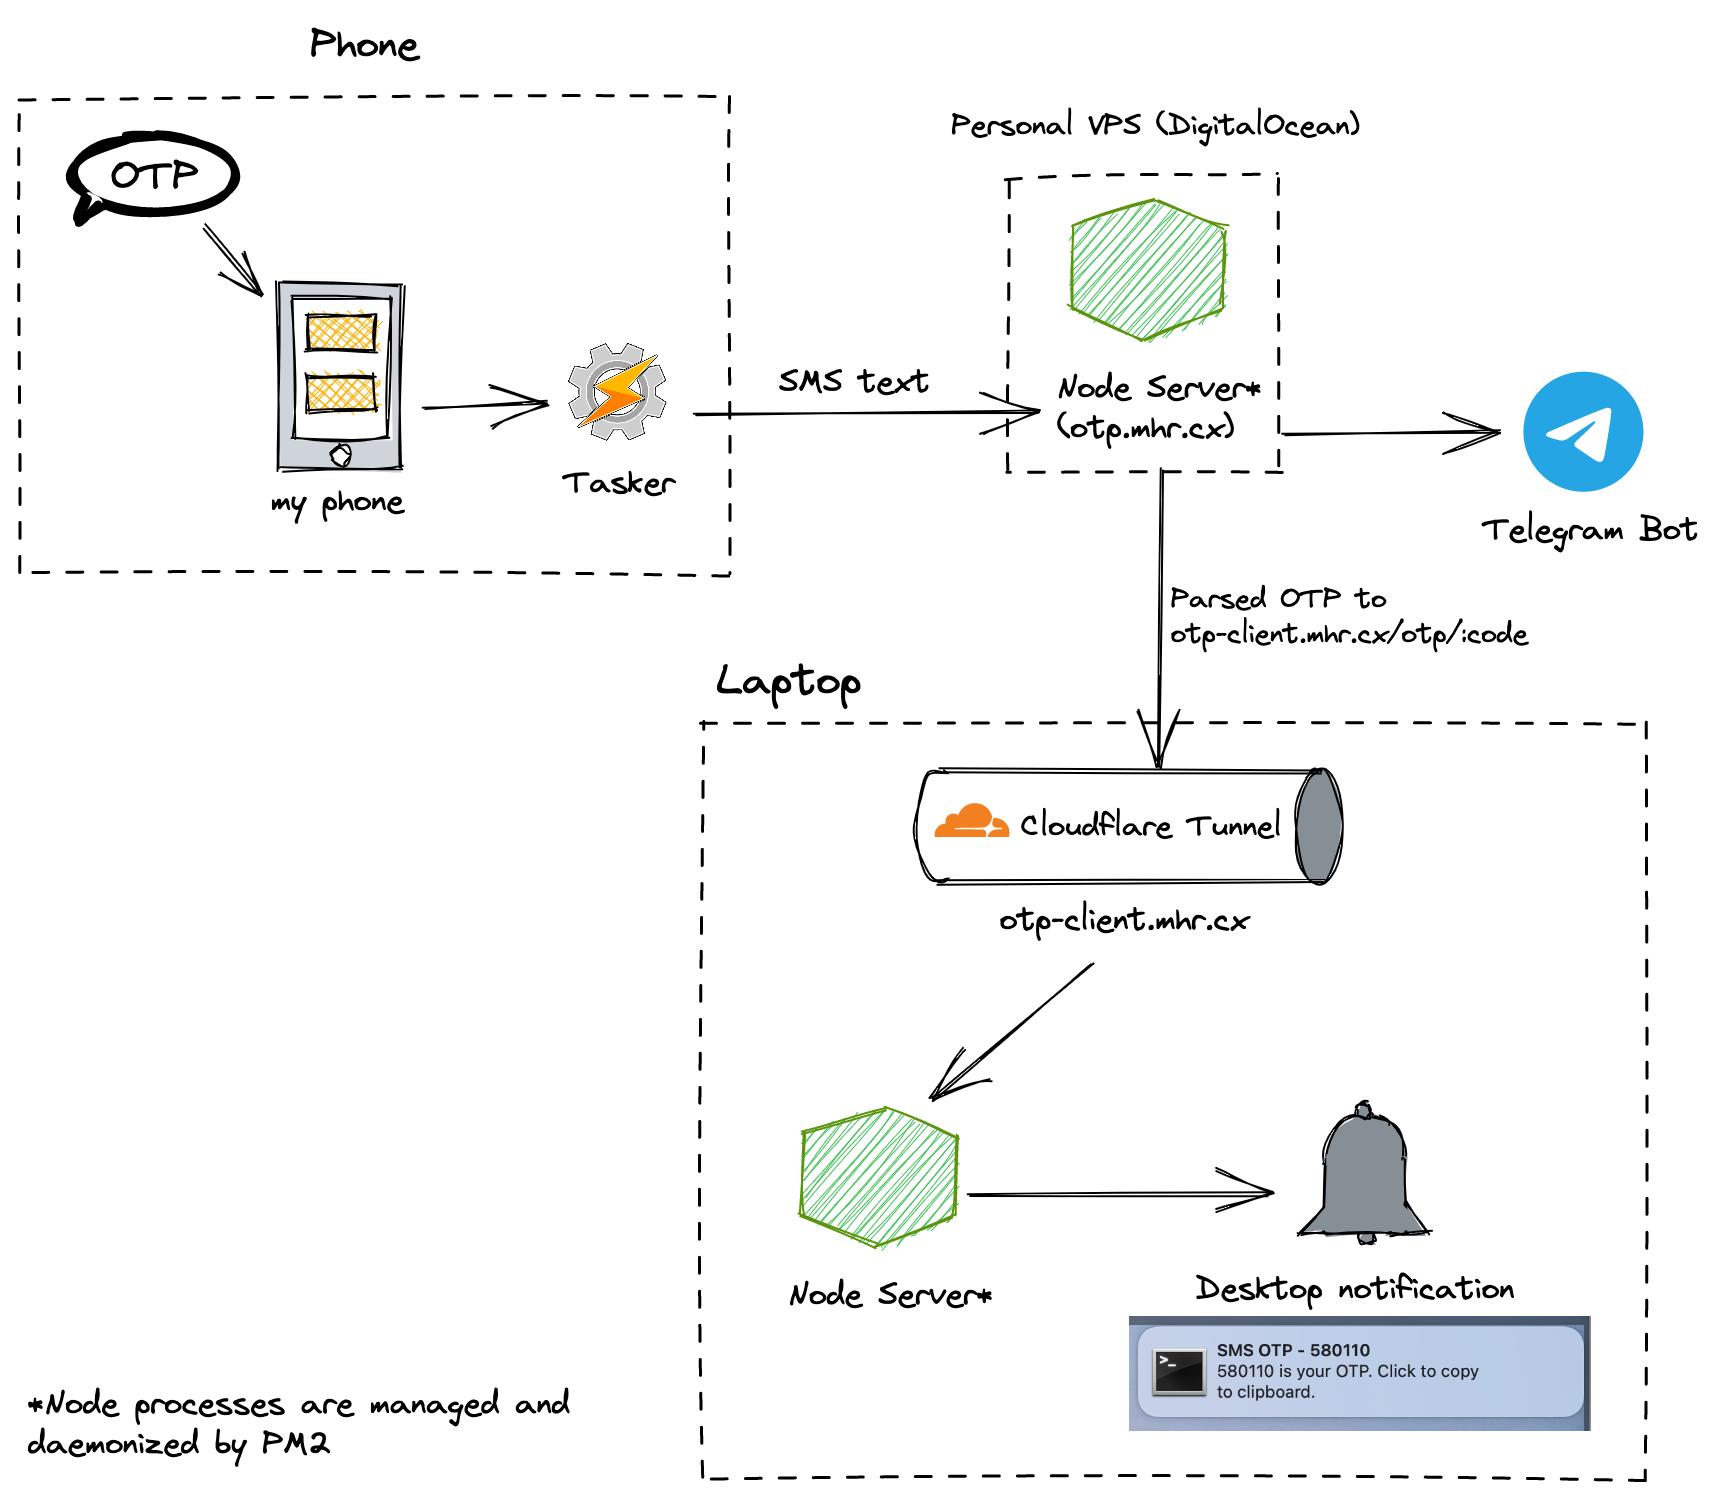 Phone
OTP
my phone
Tasker
SMS text
Personal VPS (DigitalOcean)
Node Server*
(otp.mhr.cx)
Telegram Bot
Parsed OTP to
otp-client.mhr.cx/otp/:code
Laptop
Cloudflare Tunnel
otp-client.mhr.cx
Node Server*
Desktop notification
>_
SMS OTP - 580110
580110 is your OTP. Click to copy
to clipboard.
*Node processes are managed and
daemonized by PM2